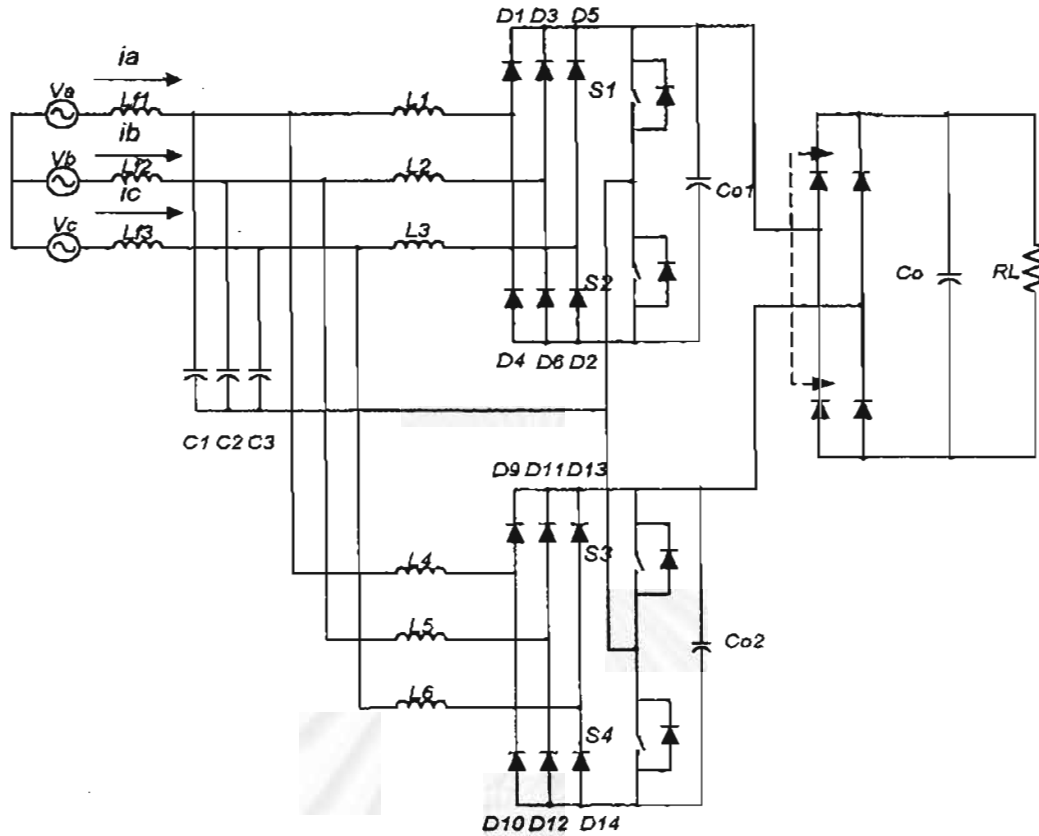 D1 D3 D5
ia
Va
Lf1
L1
S1
ib
Vb
Lf2
L2
Co1
ic
Vc
Lf3
L3
Co
RL
S2
D4 D6 D2
C1 C2 C3
D9 D11 D13
S3
L4
L5
Co2
L6
S4
D10 D12 D14